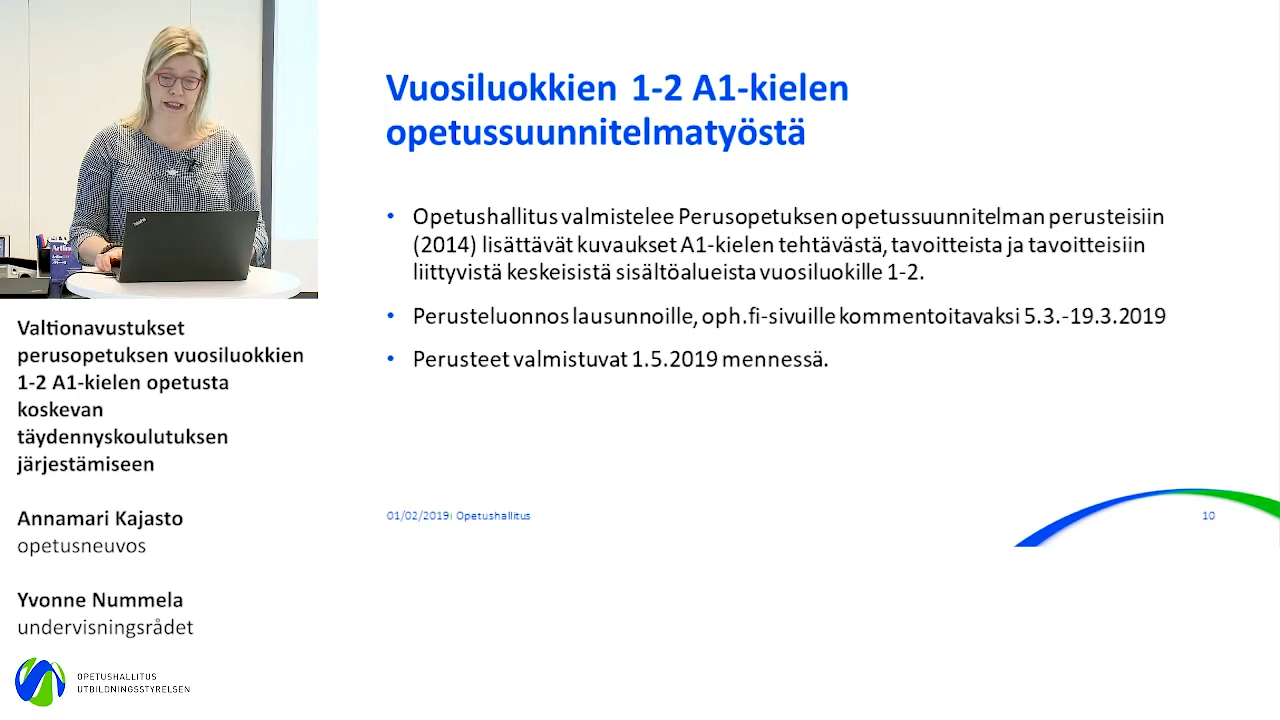 Vuosiluokkien 1-2 A1-kielen
opetussuunnitelmatyöstä
• Opetushallitus valmistelee Perusopetuksen opetussuunnitelman perusteisiin
(2014) lisättävät kuvaukset A1-kielen tehtävästä, tavoitteista ja tavoitteisiin
liittyvistä keskeisistä sisältöalueista vuosiluokille 1-2.
• Perusteluonnos lausunnoille, oph.fi-sivuille kommentoitavaksi 5.3.-19.3.2019
• Perusteet valmistuvat 1.5.2019 mennessä.
01/02/2019| Opetushallitus
10
Valtionavustukset
perusopetuksen vuosiluokkien
1-2 A1-kielen opetusta
koskevan
täydennyskoulutuksen
järjestämiseen
Annamari Kajasto
opetusneuvos
Yvonne Nummela
undervisningsrådet
OPETUSHALLITUS
UTBILDNINGSSTYRELSEN